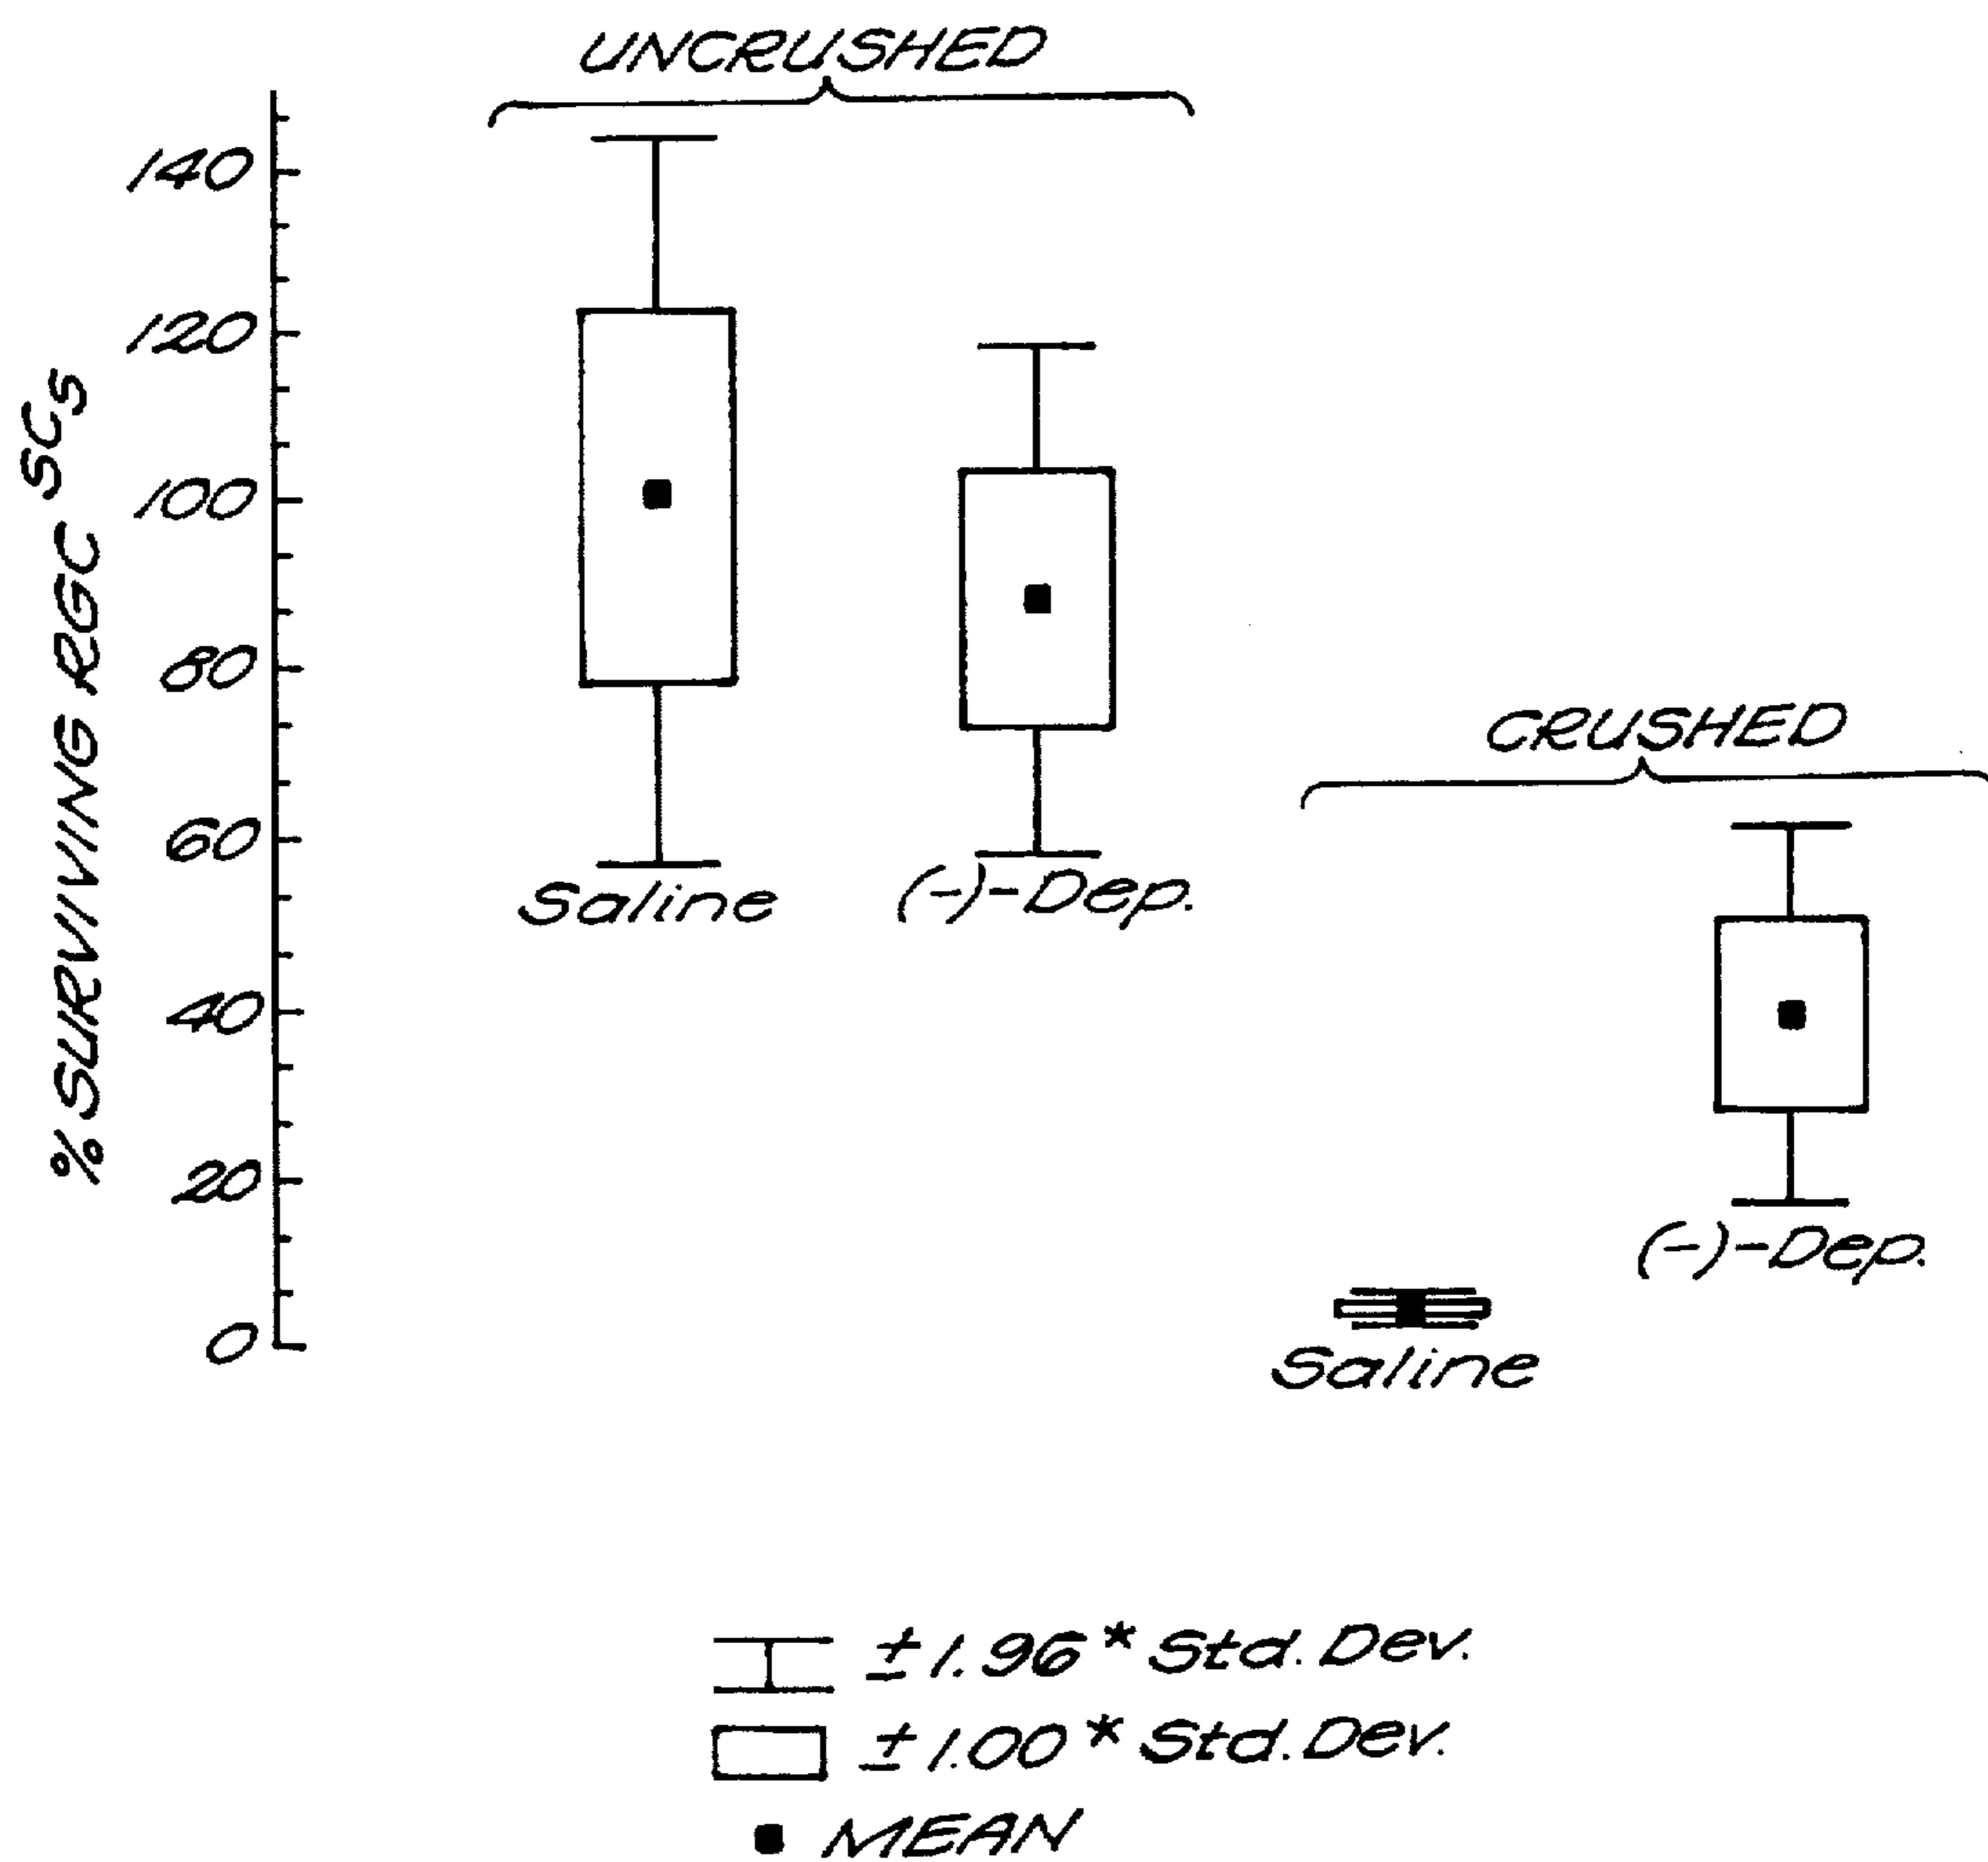 UNCRUSHED
140
120
100
80
60
40
20
0
% SURVIVING RGC SCs
Saline
(-)-Dep.
CRUSHED
(-)-Dep.
Saline
±1.96*Std.Dev.
±1.00*Std.Dev.
MEAN